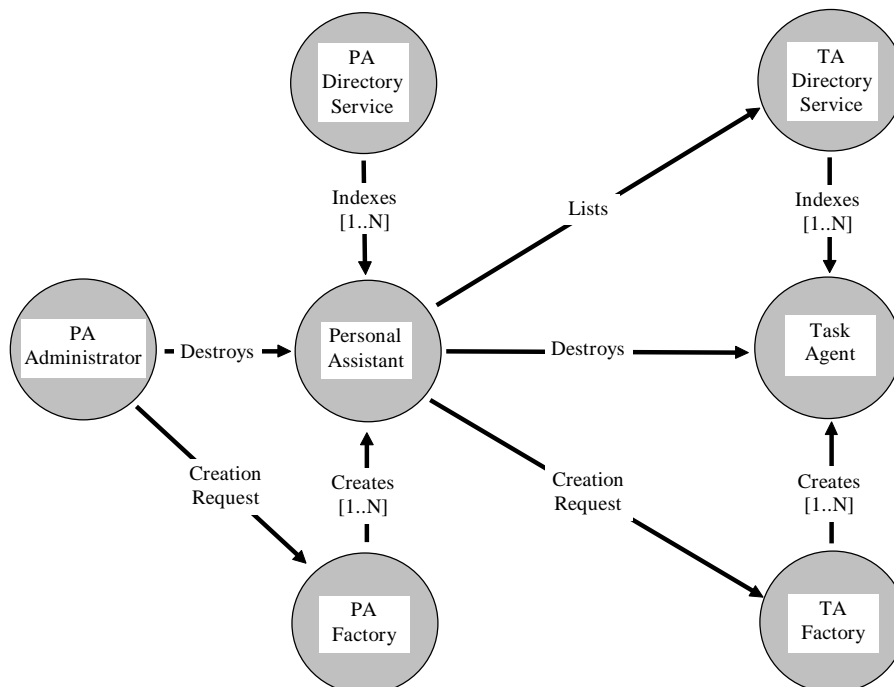 PA
Directory
Service
TA
Directory
Service
Indexes
[1..N]
Lists
Indexes
[1..N]
PA
Administrator
Destroys
Personal
Assistant
Destroys
Task
Agent
Creation
Request
Creates
[1..N]
Creation
Request
Creates
[1..N]
PA
Factory
TA
Factory